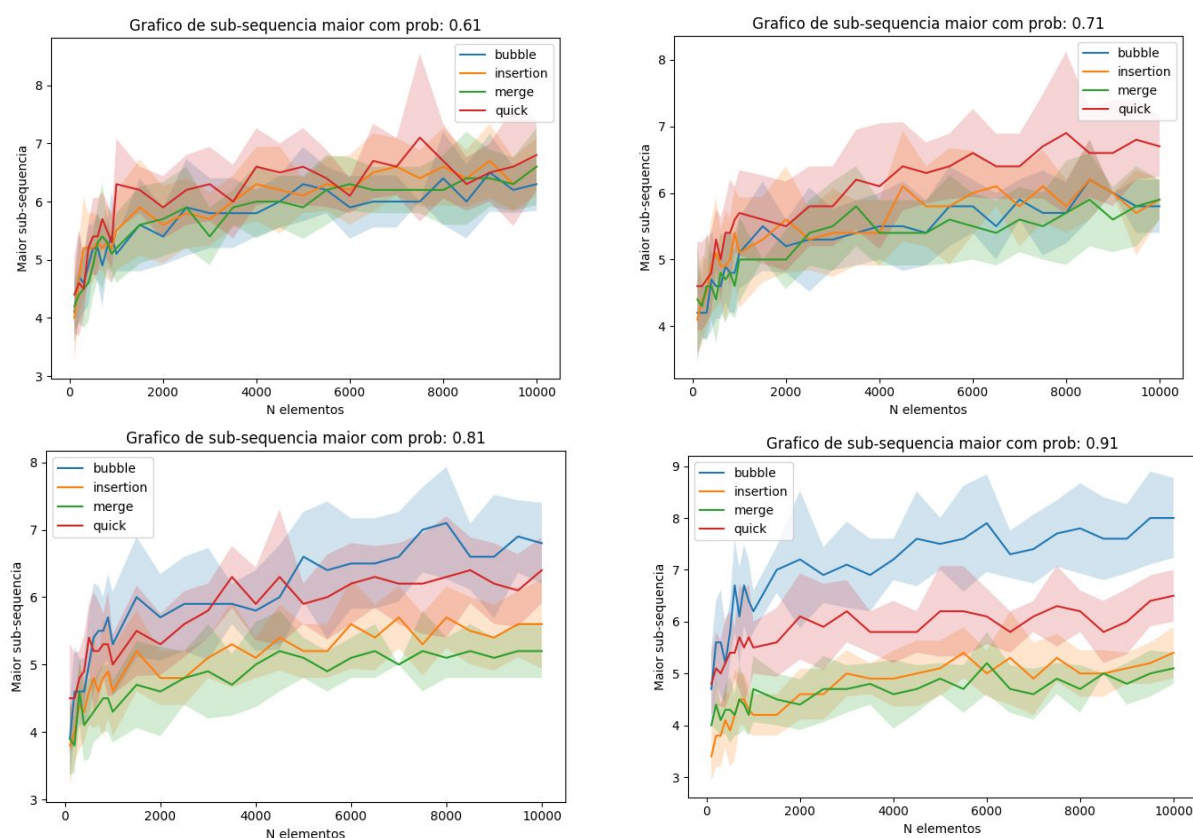 Grafico de sub-sequencia maior com prob: 0.61
bubble
insertion
merge
quick
Maior sub-sequencia
8
7
6
5
4
3
0 2000 4000 6000 8000 10000
N elementos
Grafico de sub-sequencia maior com prob: 0.71
bubble
insertion
merge
quick
Maior sub-sequencia
8
7
6
5
4
0 2000 4000 6000 8000 10000
N elementos
Grafico de sub-sequencia maior com prob: 0.81
bubble
insertion
merge
quick
Maior sub-sequencia
8
7
6
5
4
3
0 2000 4000 6000 8000 10000
N elementos
Grafico de sub-sequencia maior com prob: 0.91
bubble
insertion
merge
quick
Maior sub-sequencia
9
8
7
6
5
4
3
0 2000 4000 6000 8000 10000
N elementos